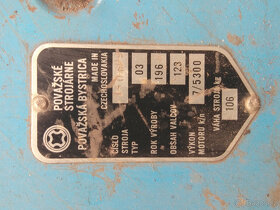 POVAŽSKÉ
STROJÁRNE
POVAŽSKÁ BYSTRICA
MADE IN
CZECHOSLOVAKIA
ČÍSLO
STROJA
TYP
03
ROK VÝROBY
196
OBSAH VALCOV
123
VÝKON
MOTORU k/n
7/5300
VÁHA STROJA kg
106